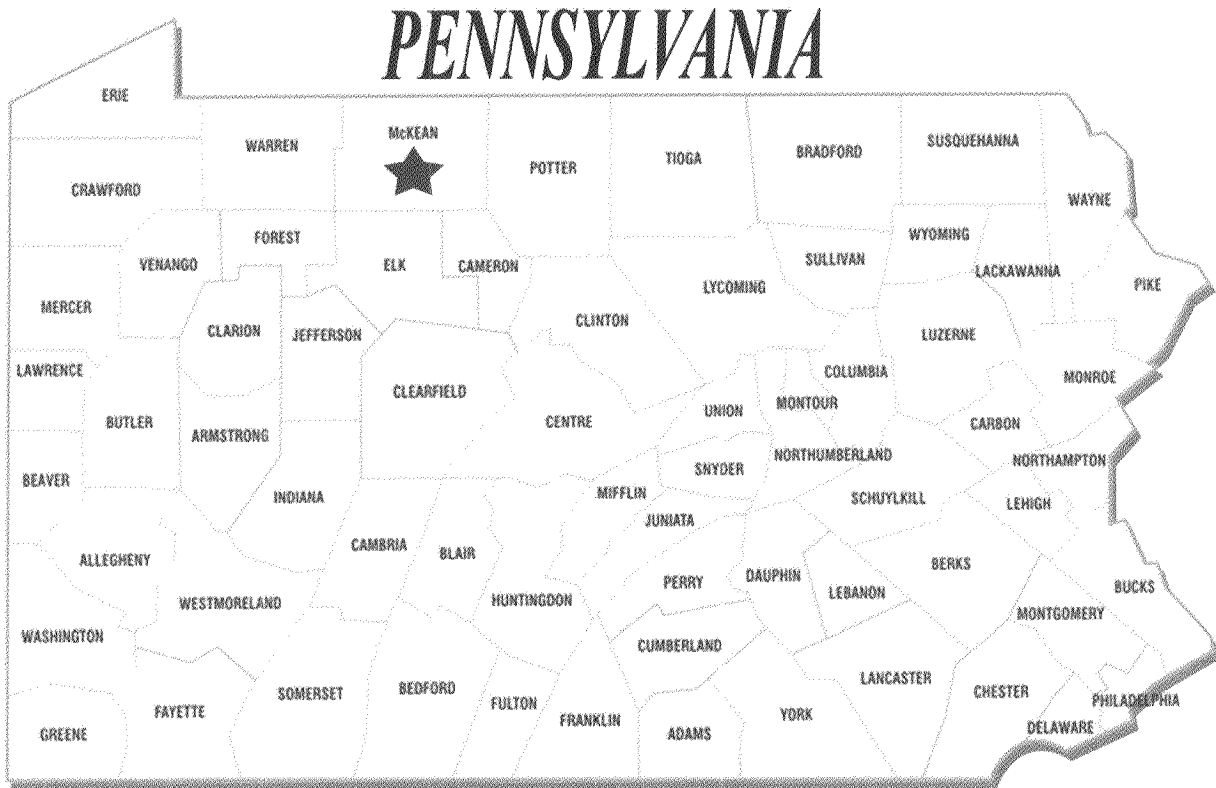 PENNSYLVANIA
ERIE
McKEAN
WARREN
SUSQUEHANNA
BRADFORD
TIOGA
POTTER
CRAWFORD
WAYNE
FOREST
WYOMING
VENANGO
ELK
CAMERON
SULLIVAN
LACKAWANNA
PIKE
LYCOMING
MERCER
CLINTON
CLARION
JEFFERSON
LUZERNE
LAWRENCE
COLUMBIA
MONROE
CLEARFIELD
UNION
MONTOUR
BUTLER
CENTRE
CARBON
ARMSTRONG
NORTHUMBERLAND
NORTHAMPTON
SNYDER
BEAVER
INDIANA
MIFFLIN
SCHUYLKILL
LEHIGH
JUNIATA
CAMBRIA
BLAIR
ALLEGHENY
BERKS
PERRY
DAUPHIN
BUCKS
LEBANON
HUNTINGDON
WESTMORELAND
MONTGOMERY
WASHINGTON
CUMBERLAND
LANCASTER
SOMERSET
BEDFORD
CHESTER
FULTON
PHILADELPHIA
FAYETTE
FRANKLIN
YORK
DELAWARE
GREENE
ADAMS